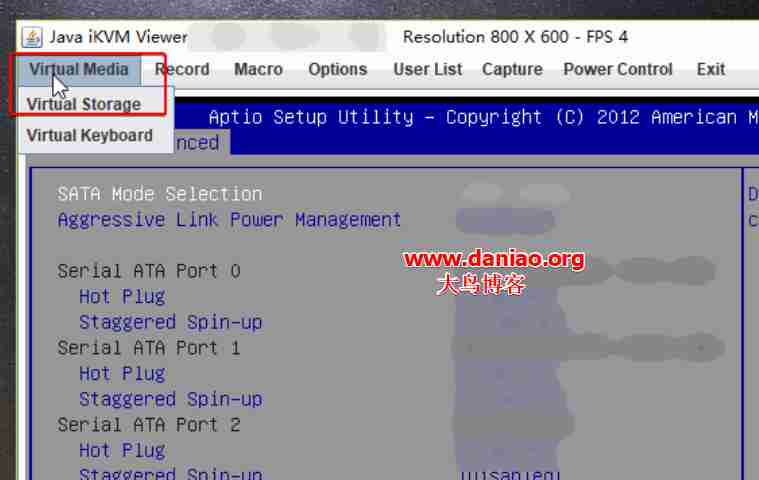 Java iKVM Viewer Resolution 800 X 600 - FPS 4
Virtual Media Record Macro Options User List Capture Power Control Exit
Virtual Storage
Virtual Keyboard
Aptio Setup Utility – Copyright (C) 2012 American M
nced
SATA Mode Selection D
Aggressive Link Power Management c
www.daniao.org
大鸟博客
Serial ATA Port 0
Hot Plug
Staggered Spin-up
Serial ATA Port 1
Hot Plug
Staggered Spin-up
Serial ATA Port 2
Hot Plug
Staggered Spin-up